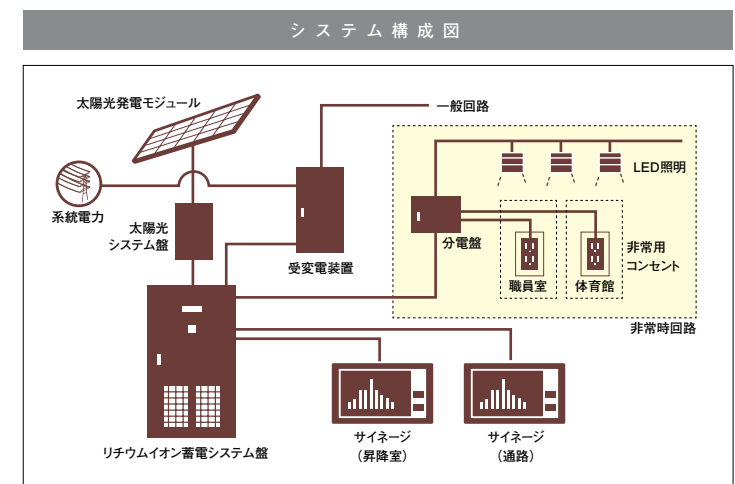 システム構成図
太陽光発電モジュール
一般回路
LED照明
系統電力
太陽光
システム盤
受変電装置
分電盤
非常用
コンセント
職員室
体育館
非常時回路
リチウムイオン蓄電システム盤
サイネージ
（昇降室）
サイネージ
（通路）